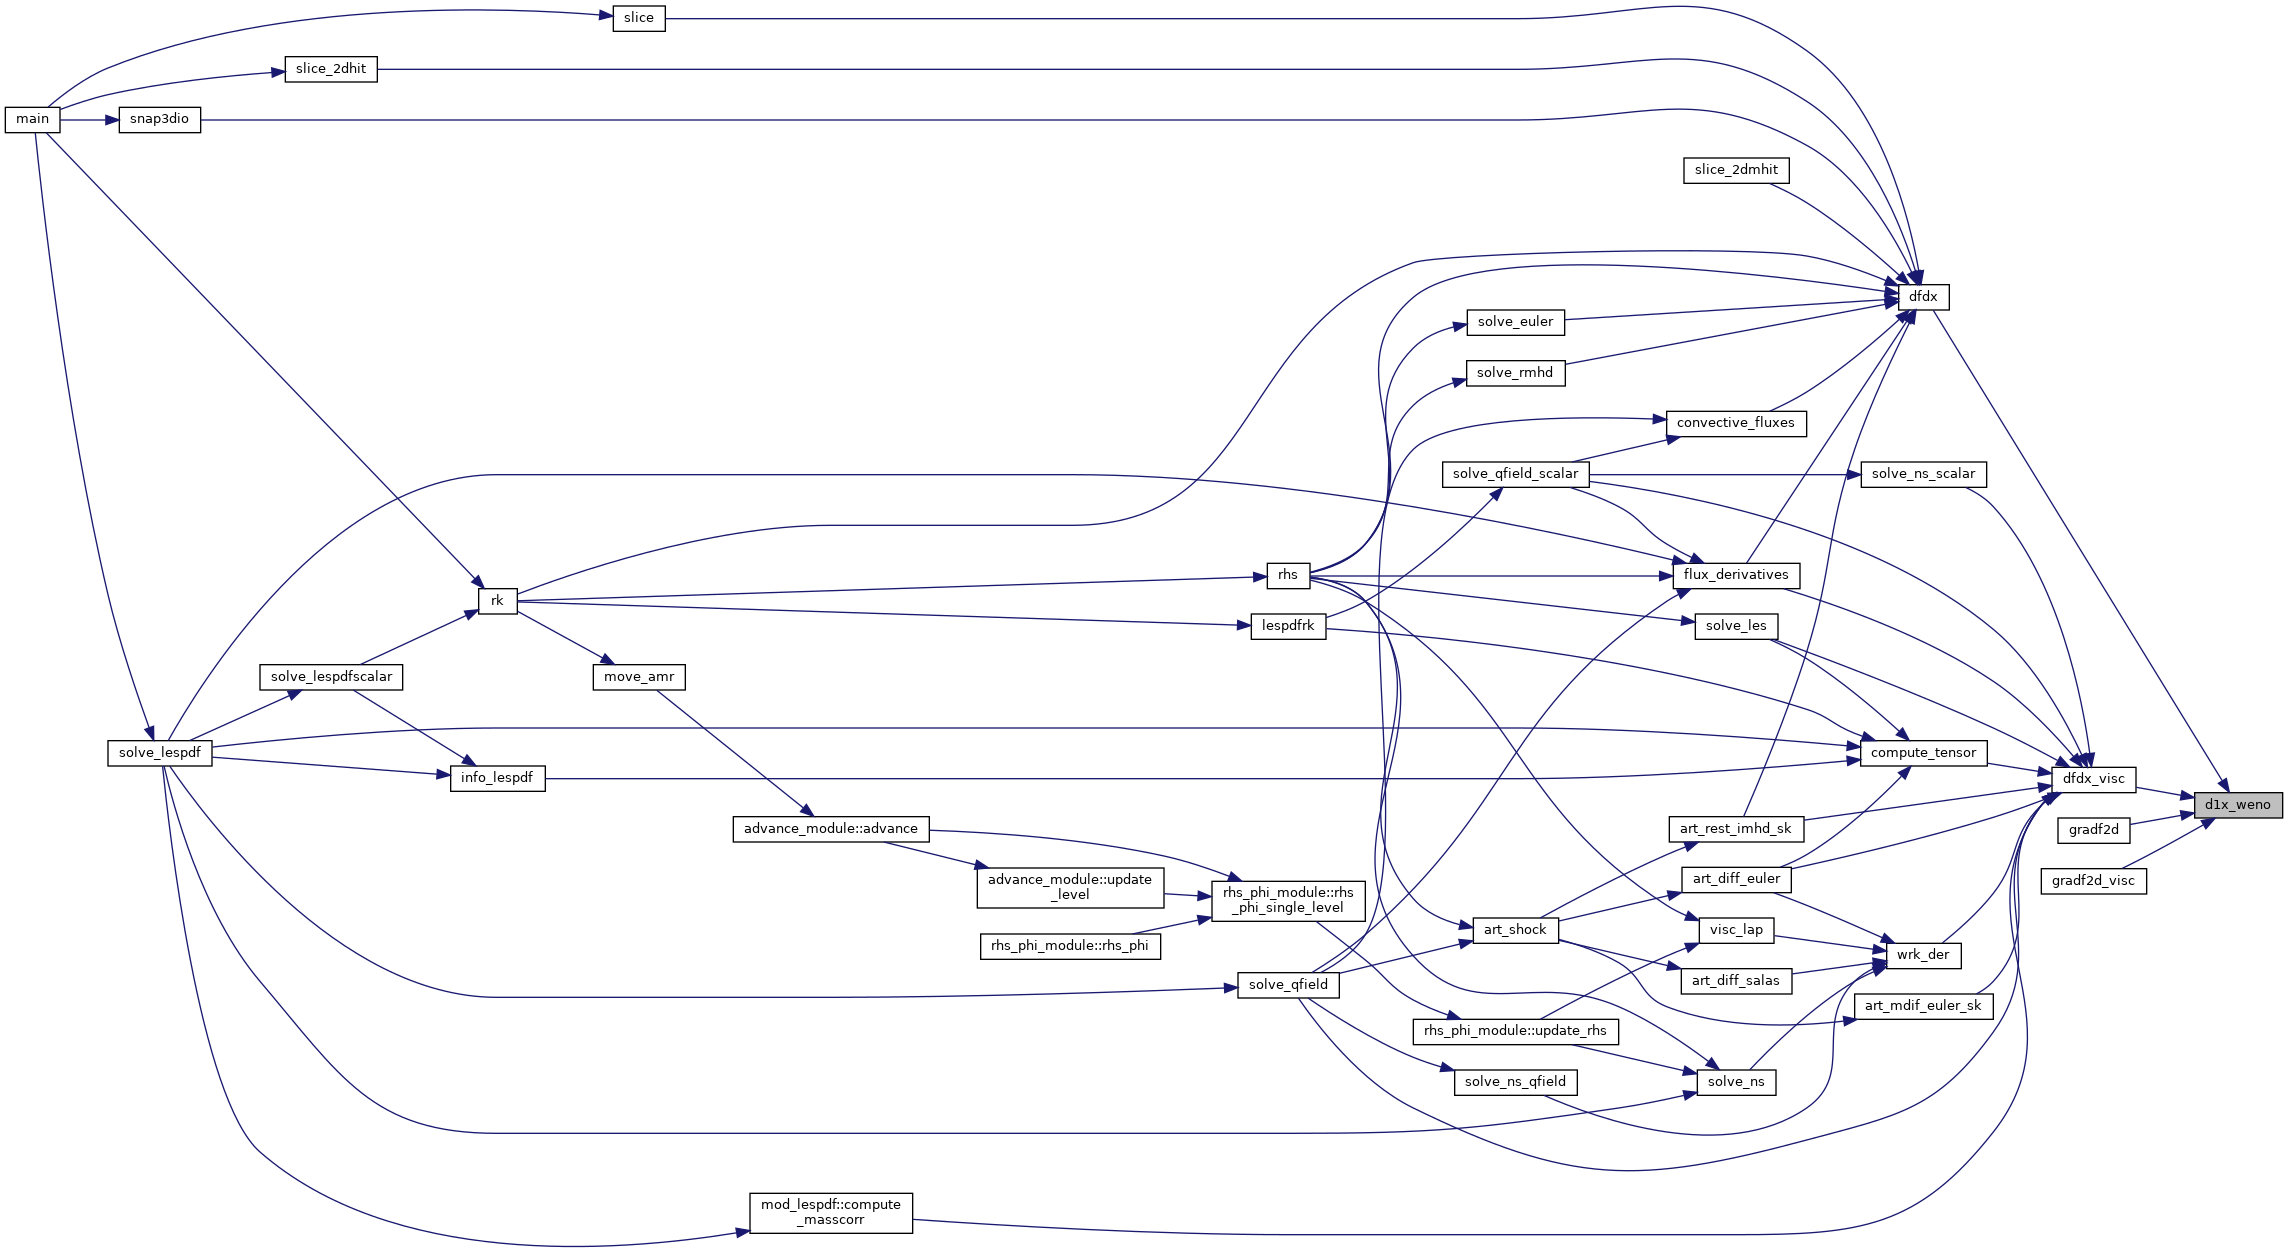 slice
slice_2dhit
main
snap3dio
slice_2dmhit
dfdx
solve_euler
solve_rmhd
convective_fluxes
solve_qfield_scalar
solve_ns_scalar
rhs
flux_derivatives
rk
lespdfrk
solve_les
solve_lespdfscalar
move_amr
solve_lespdf
compute_tensor
info_lespdf
dfdx_visc
d1x_weno
advance_module::advance
art_rest_imhd_sk
gradf2d
advance_module::update
_level
rhs_phi_module::rhs
_phi_single_level
art_diff_euler
gradf2d_visc
art_shock
visc_lap
rhs_phi_module::rhs_phi
wrk_der
solve_qfield
art_diff_salas
art_mdif_euler_sk
rhs_phi_module::update_rhs
solve_ns_qfield
solve_ns
mod_lespdf::compute
_masscorr